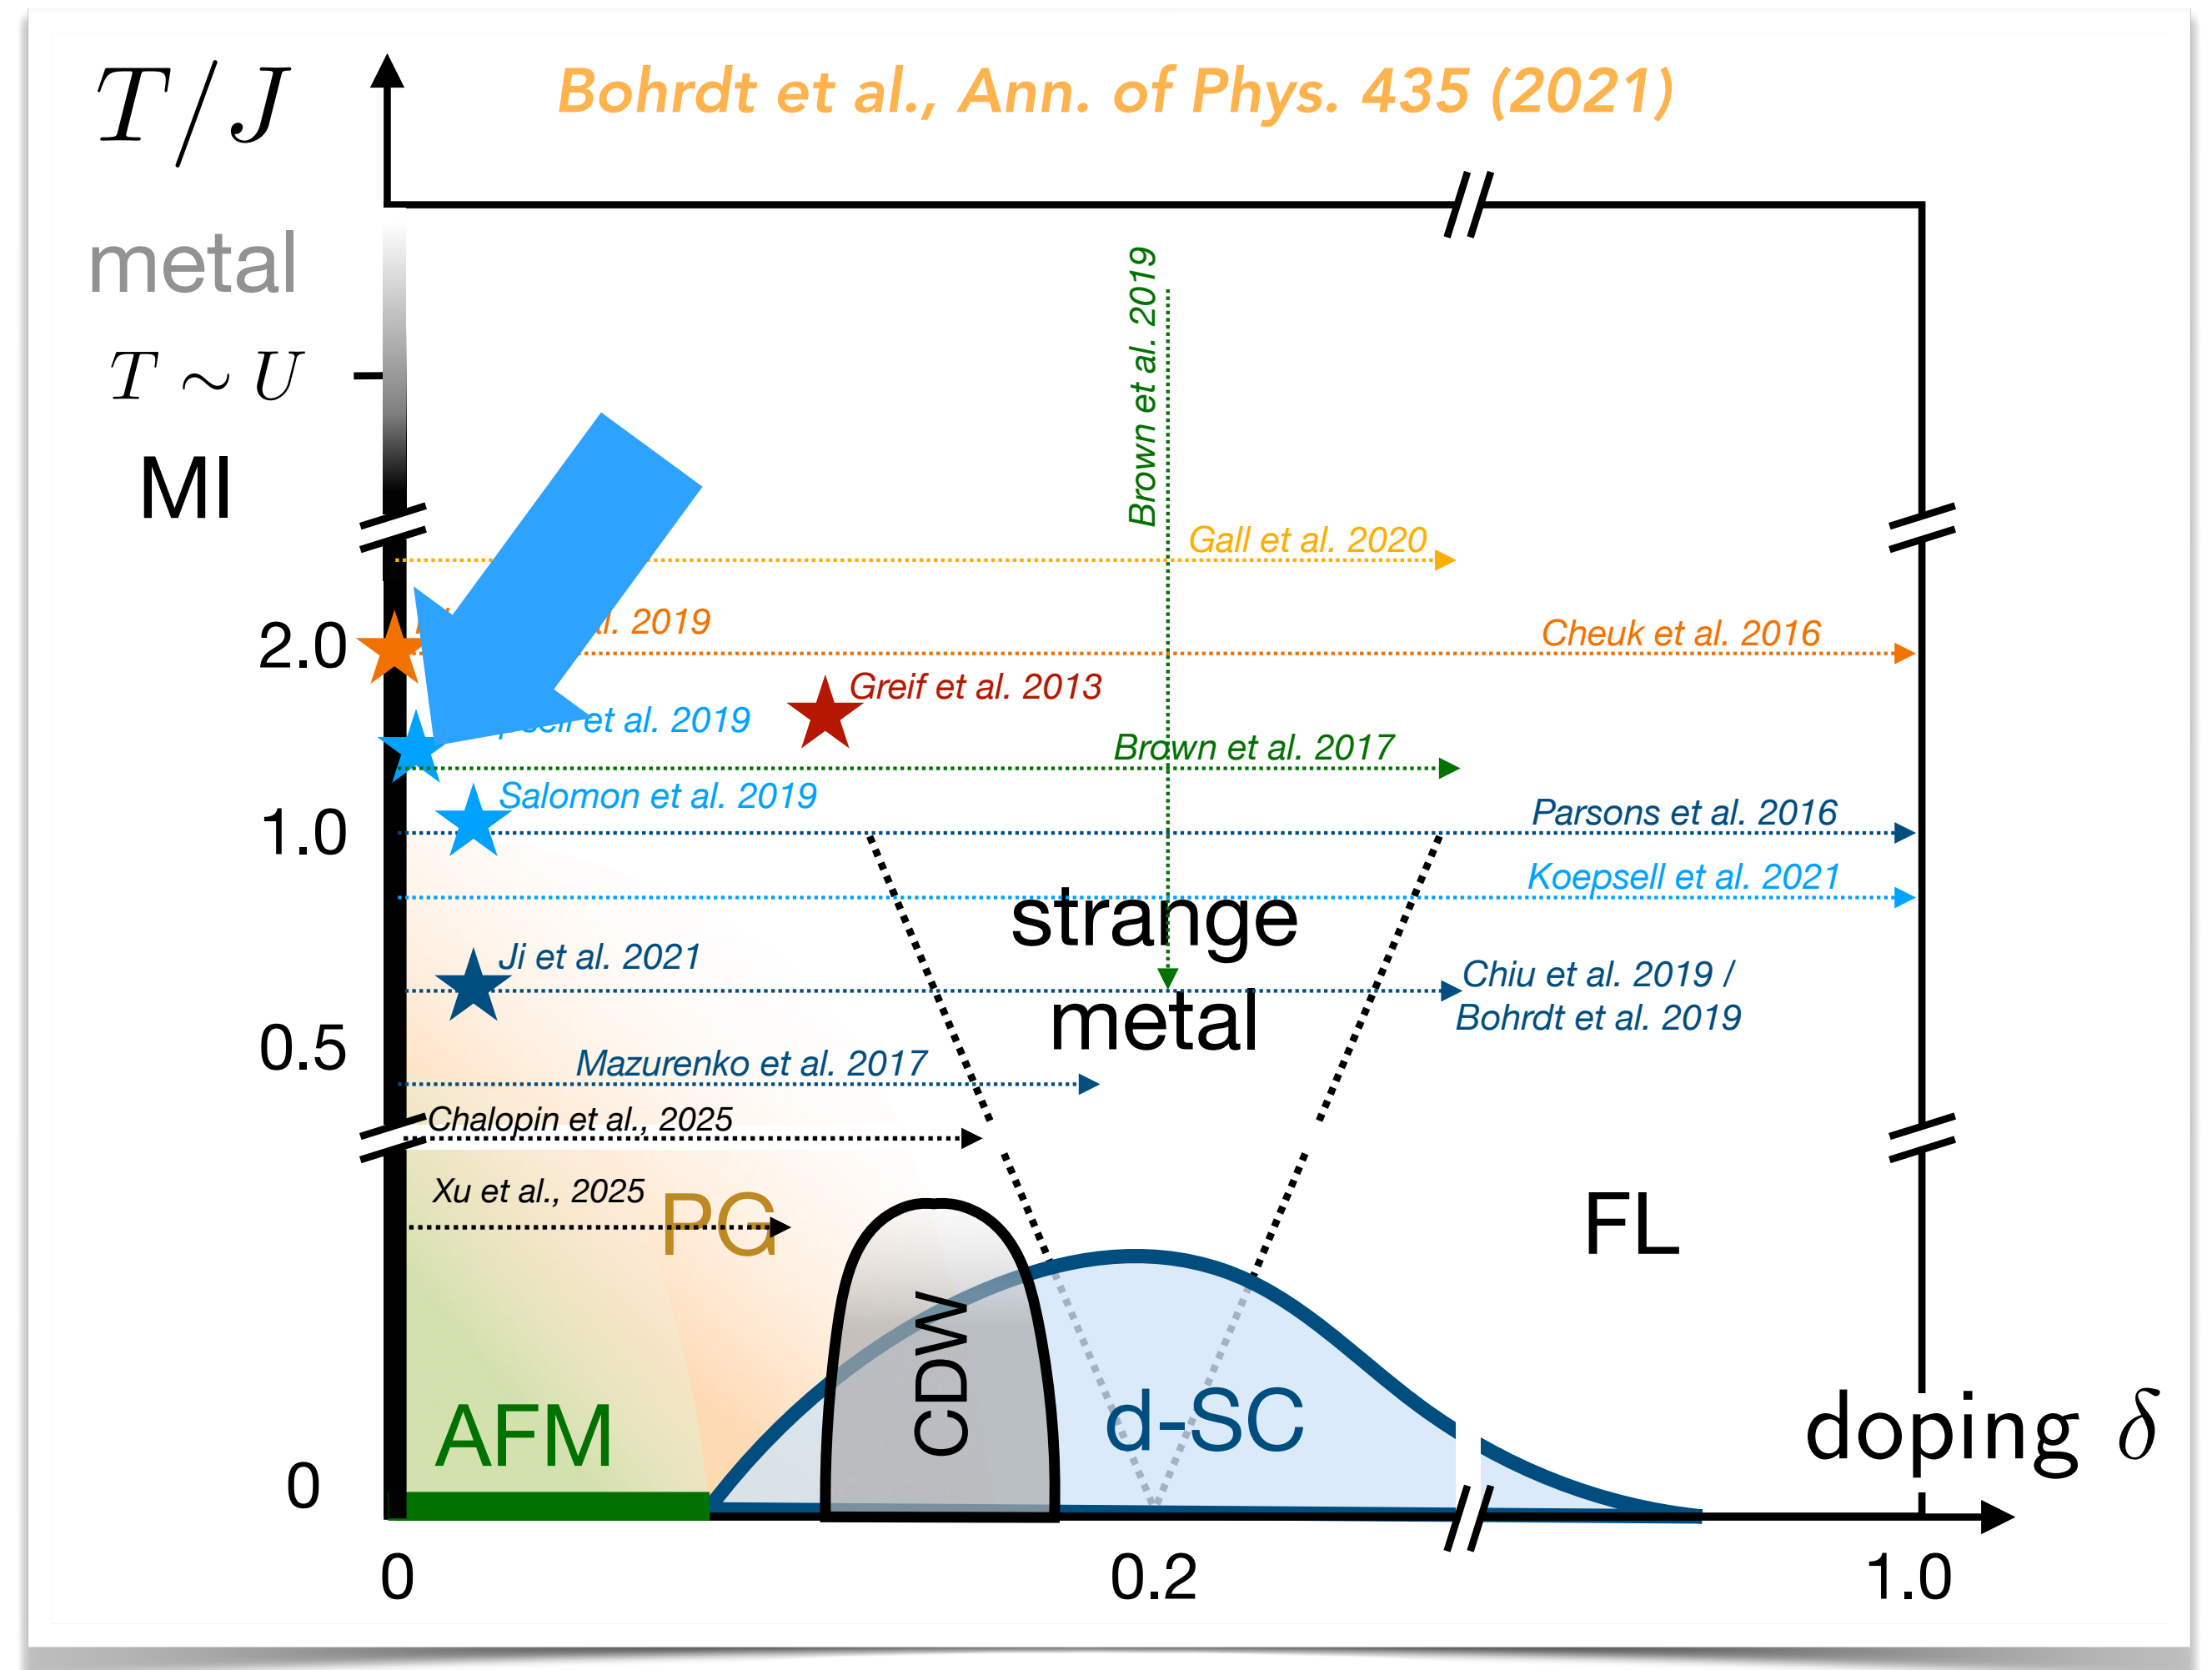 T/J
Bohrdt et al., Ann. of Phys. 435 (2021)
metal
T ~ U
MI
Brown et al. 2019
Gall et al. 2020
2.0
2019
Cheuk et al. 2016
Greif et al. 2013
et al. 2019
Brown et al. 2017
Salomon et al. 2019
1.0
Parsons et al. 2016
Koepsell et al. 2021
strange
metal
Ji et al. 2021
Chiu et al. 2019 /
Bohrdt et al. 2019
0.5
Mazurenko et al. 2017
Chalopin et al., 2025
Xu et al., 2025
PG
FL
CDW
AFM
d-SC
doping δ
0
0
0.2
1.0